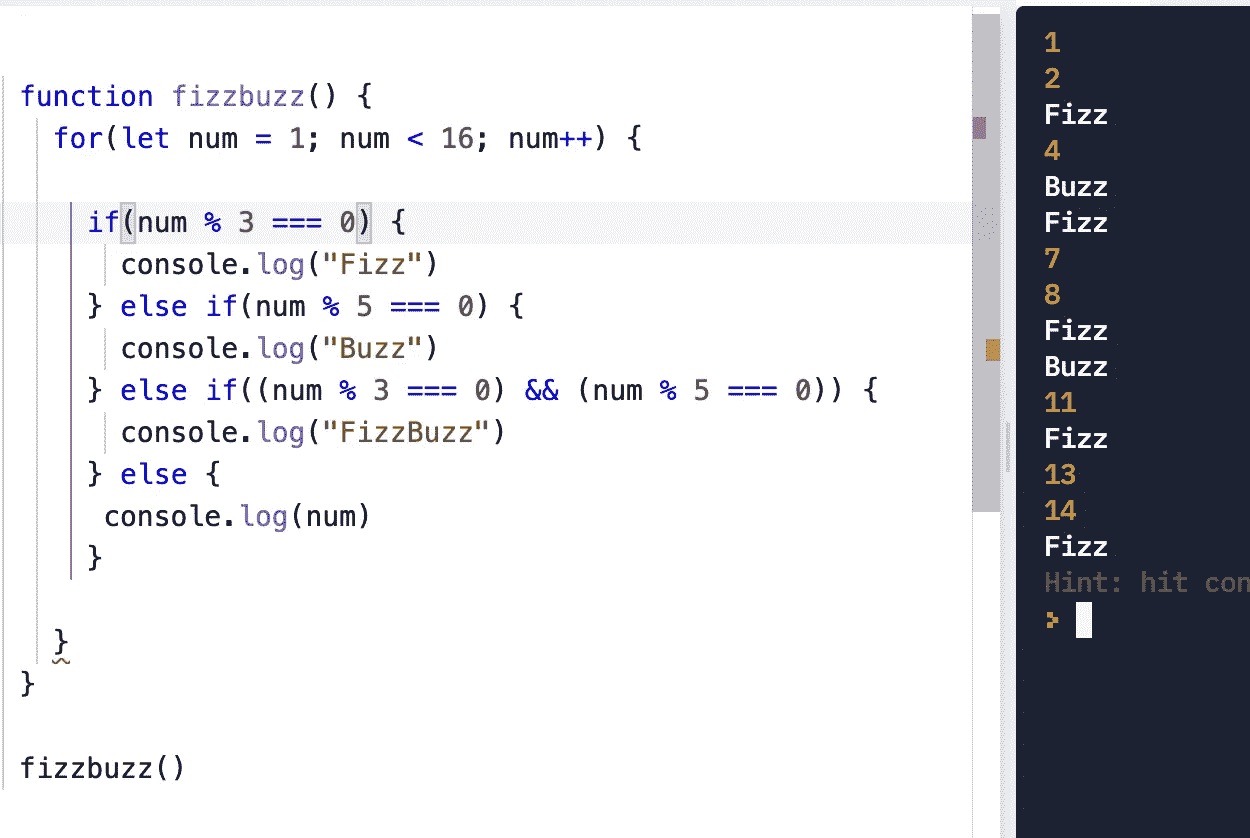 function fizzbuzz() {
for(let num = 1; num < 16; num++) {
if(num % 3 === 0) {
console.log("Fizz")
} else if(num % 5 === 0) {
console.log("Buzz")
} else if((num % 3 === 0) && (num % 5 === 0)) {
console.log("FizzBuzz")
} else {
console.log(num)
}
}
}
fizzbuzz()
1
2
Fizz
4
Buzz
Fizz
7
8
Fizz
Buzz
11
Fizz
13
14
Fizz
Hint: hit con
>